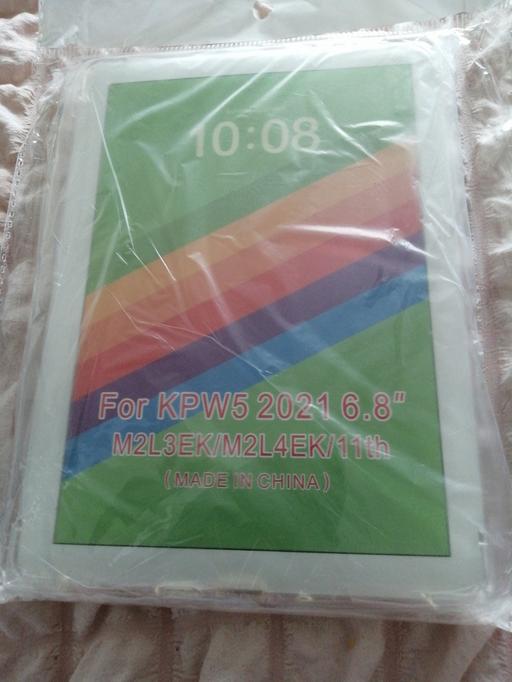 10:08
For KPW5 2021 6.8"
M2L3EK/M2L4EK/11th
(MADE IN CHINA)